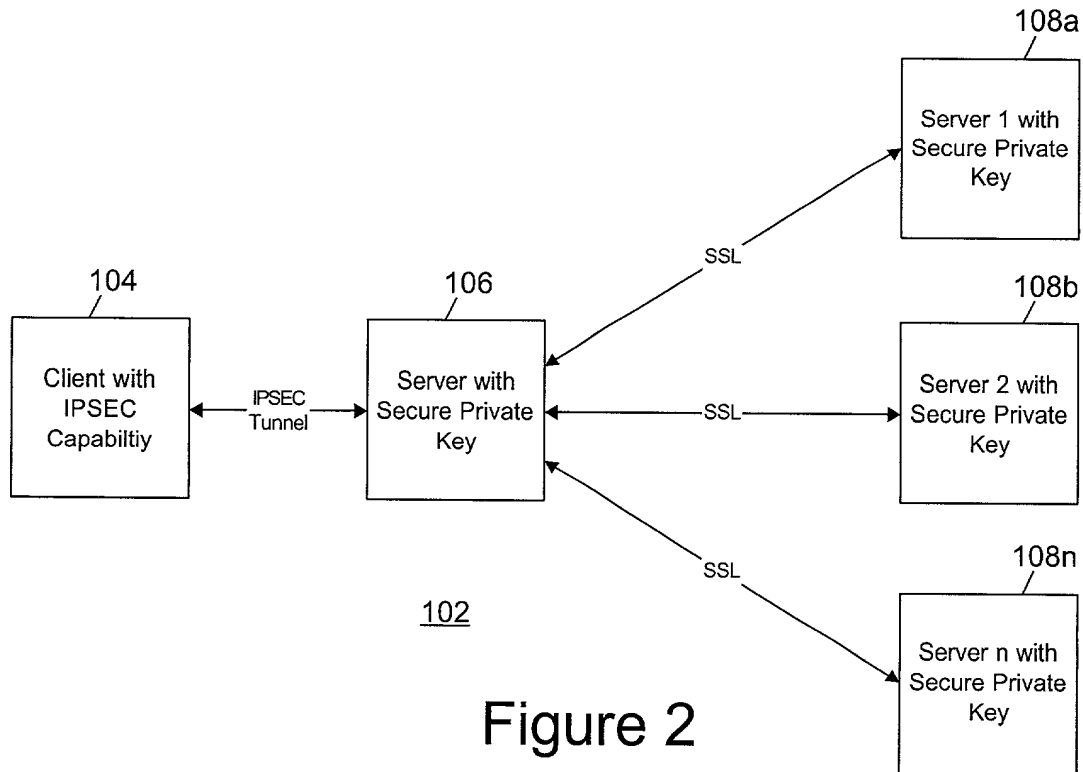 108a
Server 1 with
Secure Private
Key
SSL
104
106
108b
Client with
IPSEC
Capabiltiy
IPSEC
Tunnel
Server with
Secure Private
Key
SSL
Server 2 with
Secure Private
Key
SSL
108n
102
Server n with
Secure Private
Key
Figure 2